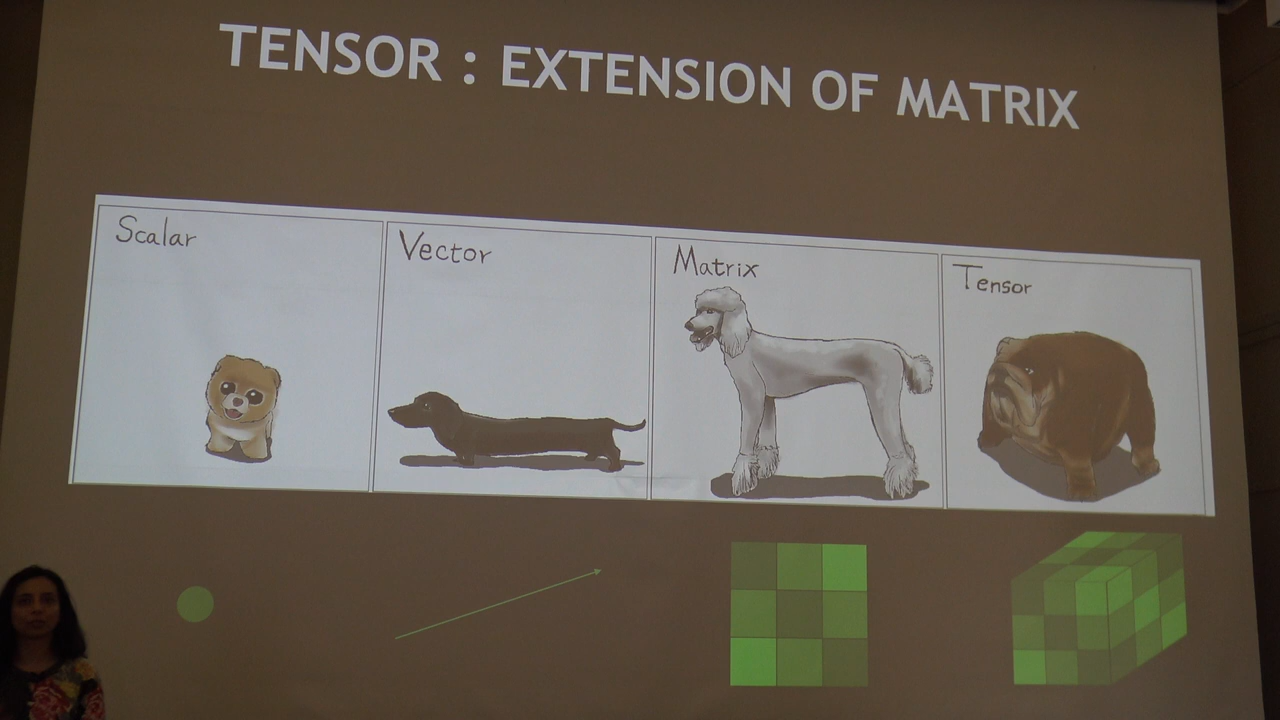 TENSOR : EXTENSION OF MATRIX
Scalar
Vector
Matrix
Tensor